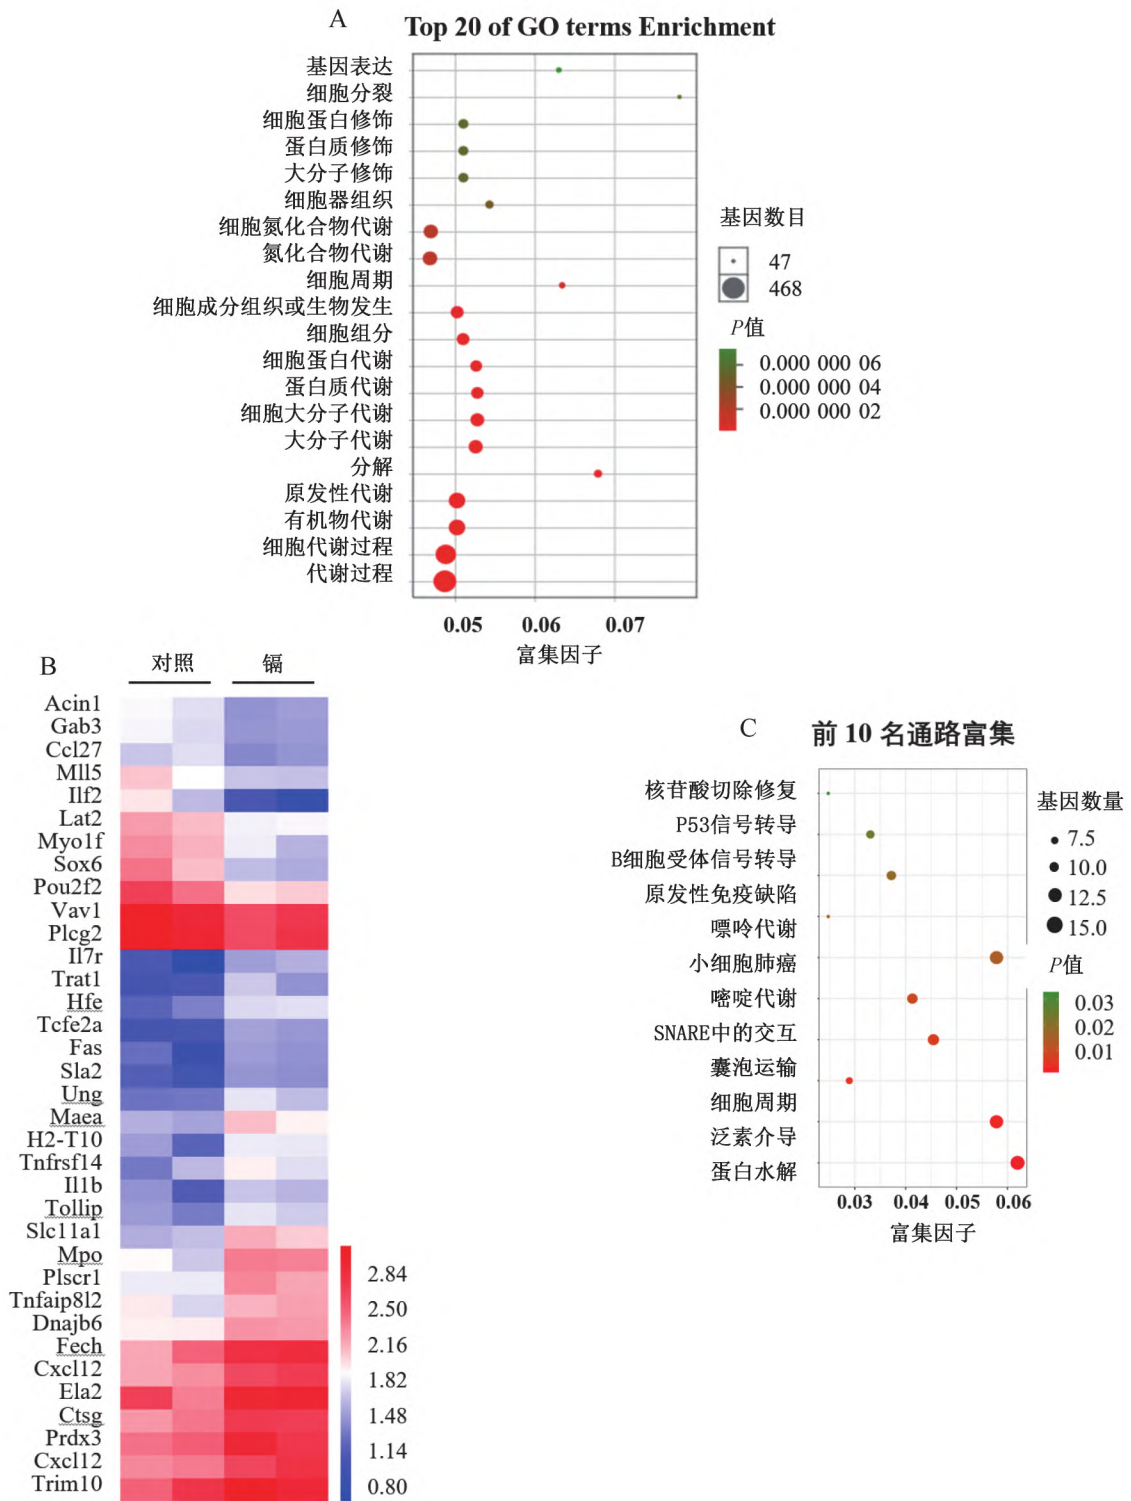 A
Top 20 of GO terms Enrichment
基因表达
细胞分裂
细胞蛋白修饰
蛋白质修饰
大分子修饰
细胞器组织
细胞氮化合物代谢
氮化合物代谢
细胞周期
细胞成分组织或生物发生
细胞组分
细胞蛋白代谢
蛋白质代谢
细胞大分子代谢
大分子代谢
分解
原发性代谢
有机物代谢
细胞代谢过程
代谢过程
0.05 0.06 0.07
富集因子
基因数目
47
468
P值
0.000 000 06
0.000 000 04
0.000 000 02
B
对照 镉
Acin1
Gab3
Ccl27
Mll5
Ilf2
Lat2
Myo1f
Sox6
Pou2f2
Vav1
Plcg2
Il7r
Trat1
Hfe
Tcfe2a
Fas
Sla2
Ung
Maea
H2-T10
Tnfrsf14
Il1b
Tollip
Slc11a1
Mpo
Plscr1
Tnfaip8l2
Dnajb6
Fech
Cxcl12
Ela2
Ctsg
Prdx3
Cxcl12
Trim10
2.84
2.50
2.16
1.82
1.48
1.14
0.80
C
前 10 名通路富集
核苷酸切除修复
P53信号转导
B细胞受体信号转导
原发性免疫缺陷
嘌呤代谢
小细胞肺癌
嘧啶代谢
SNARE中的交互
囊泡运输
细胞周期
泛素介导
蛋白水解
0.03 0.04 0.05 0.06
富集因子
基因数量
7.5
10.0
12.5
15.0
P值
0.03
0.02
0.01